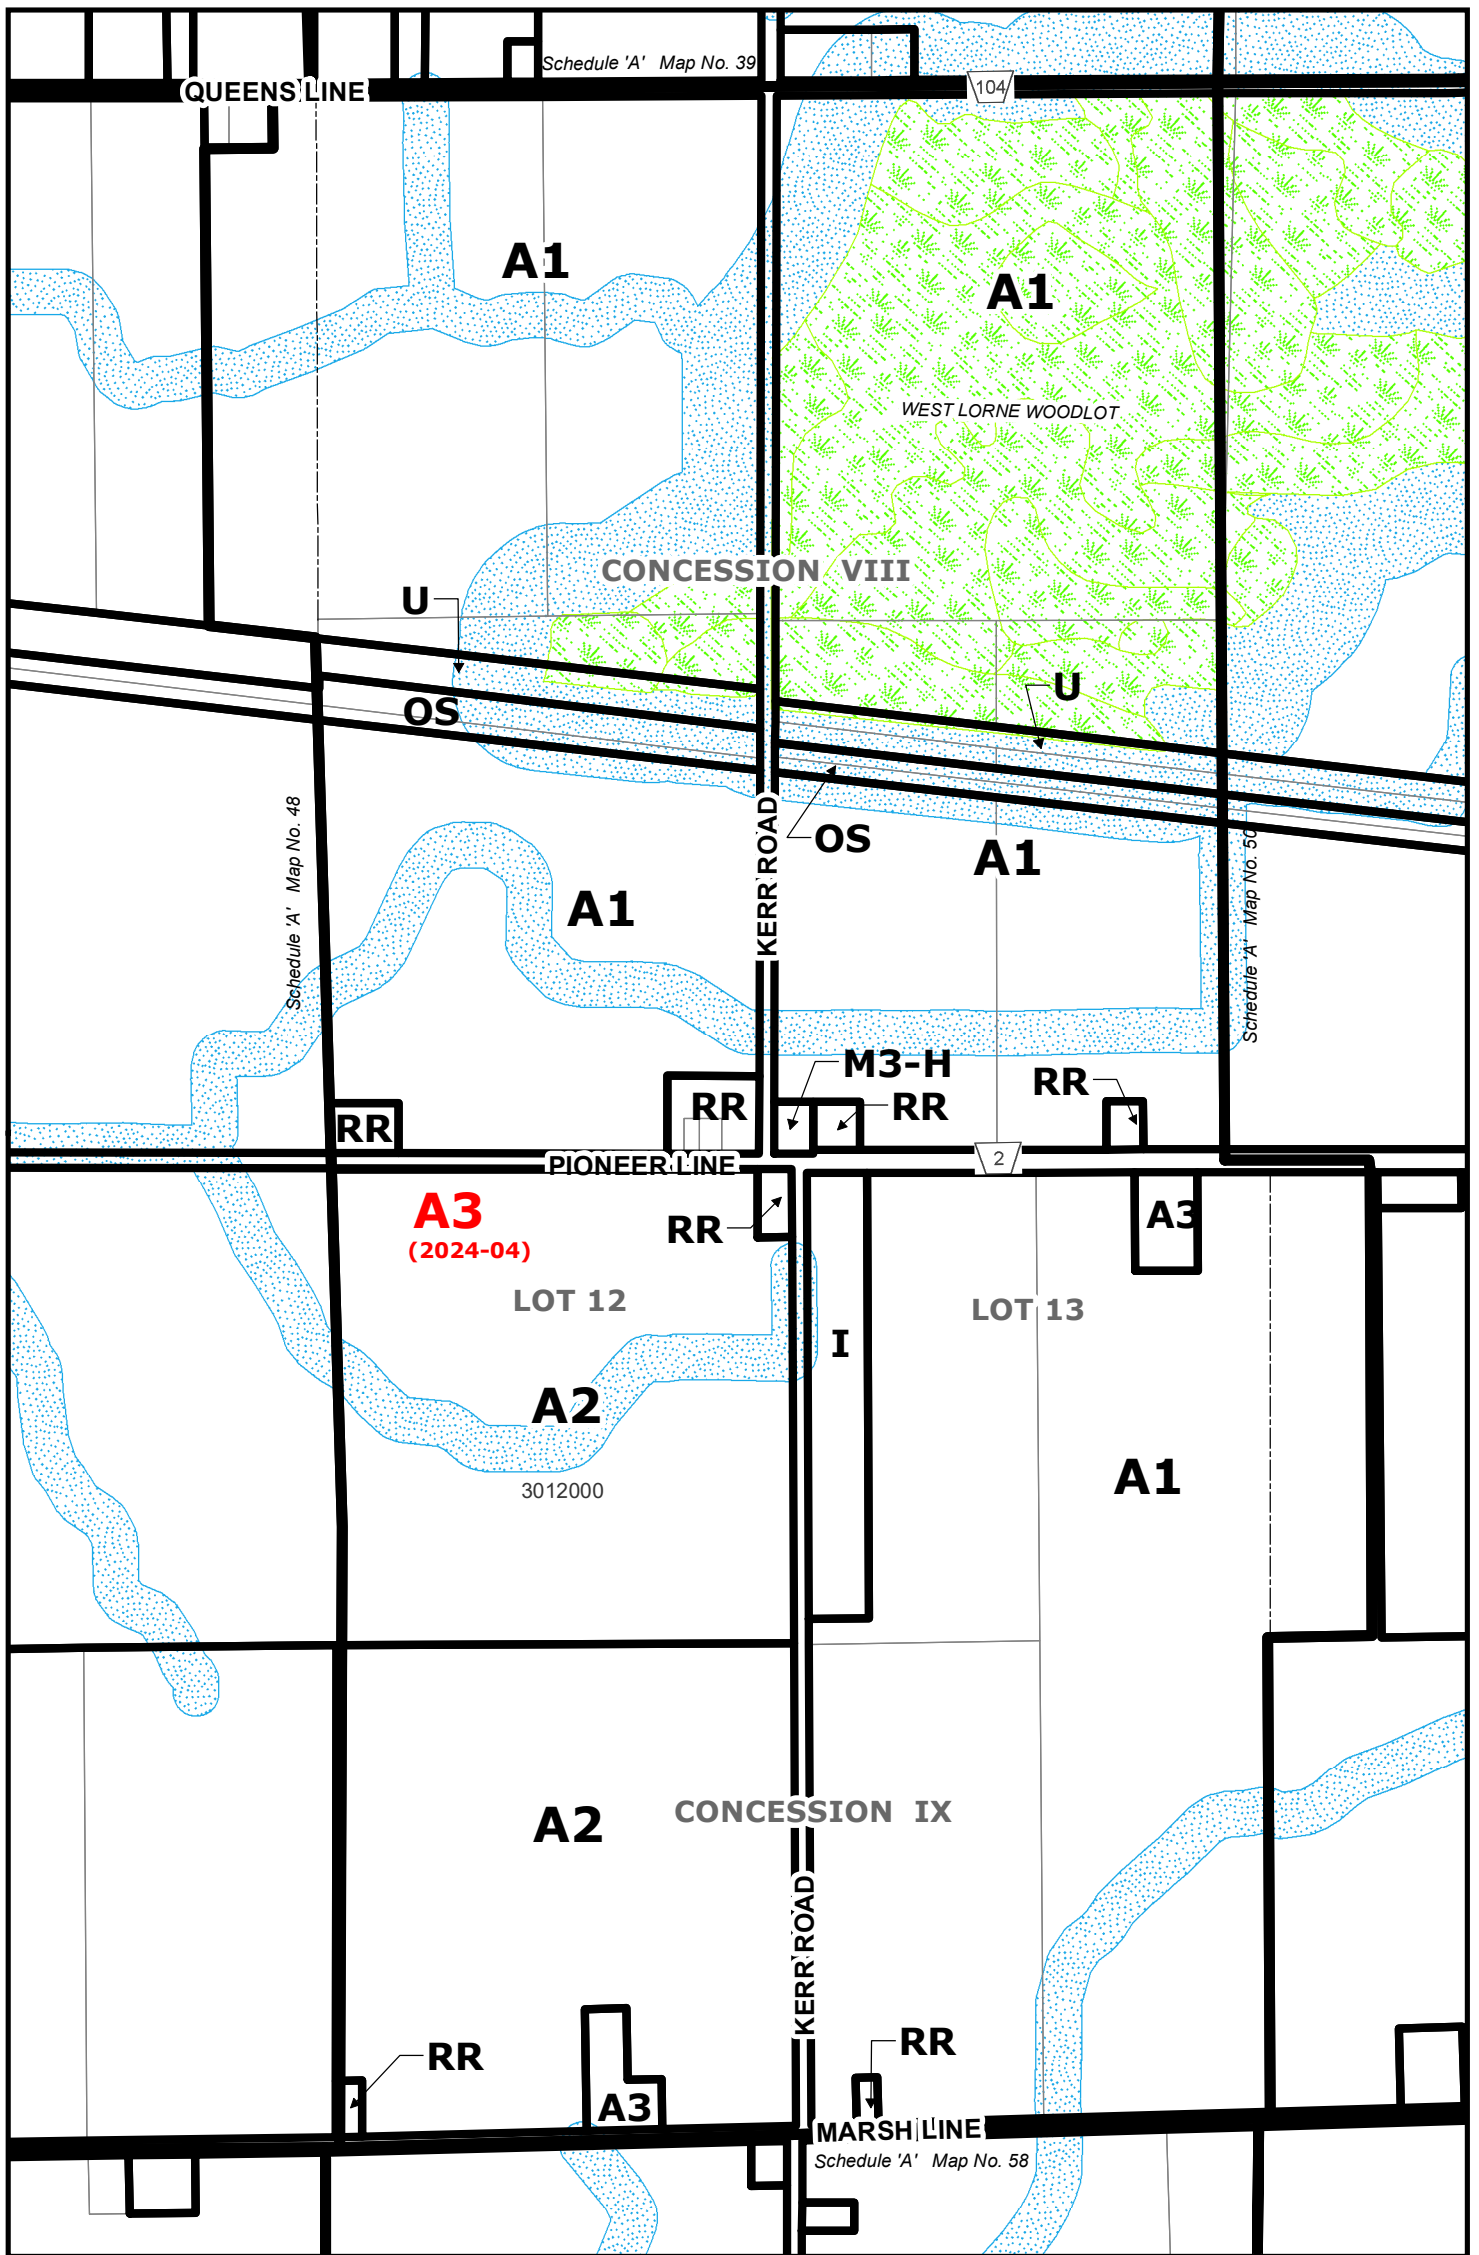 Schedule 'A'   Map No. 39
QUEENS LINE
104
A1
A1
WEST LORNE WOODLOT
CONCESSION VIII
U
U
OS
OS
Schedule 'A'   Map No. 48
KERR ROAD
A1
A1
Schedule 'A'   Map No. 50
M3-H
RR
RR
RR
RR
PIONEER LINE
2
A3
(2024-04)
RR
A3
LOT 12
LOT 13
I
A2
A1
3012000
CONCESSION IX
A2
KERR ROAD
RR
RR
A3
MARSH LINE
Schedule 'A'   Map No. 58